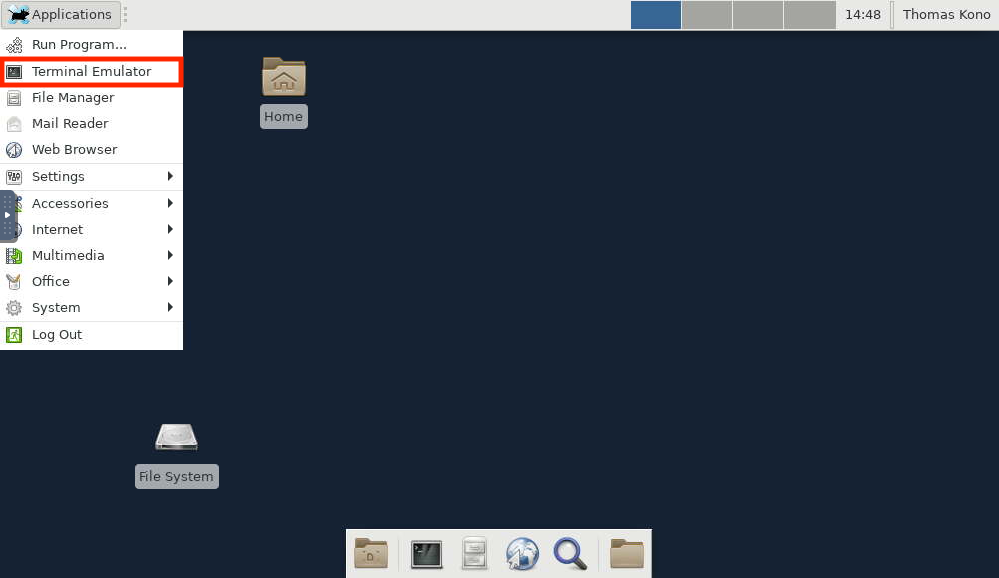 Applications
14:48
Thomas Kono
Run Program...
Terminal Emulator
File Manager
Mail Reader
Web Browser
Settings
Accessories
Internet
Multimedia
Office
System
Log Out
Home
File System
D